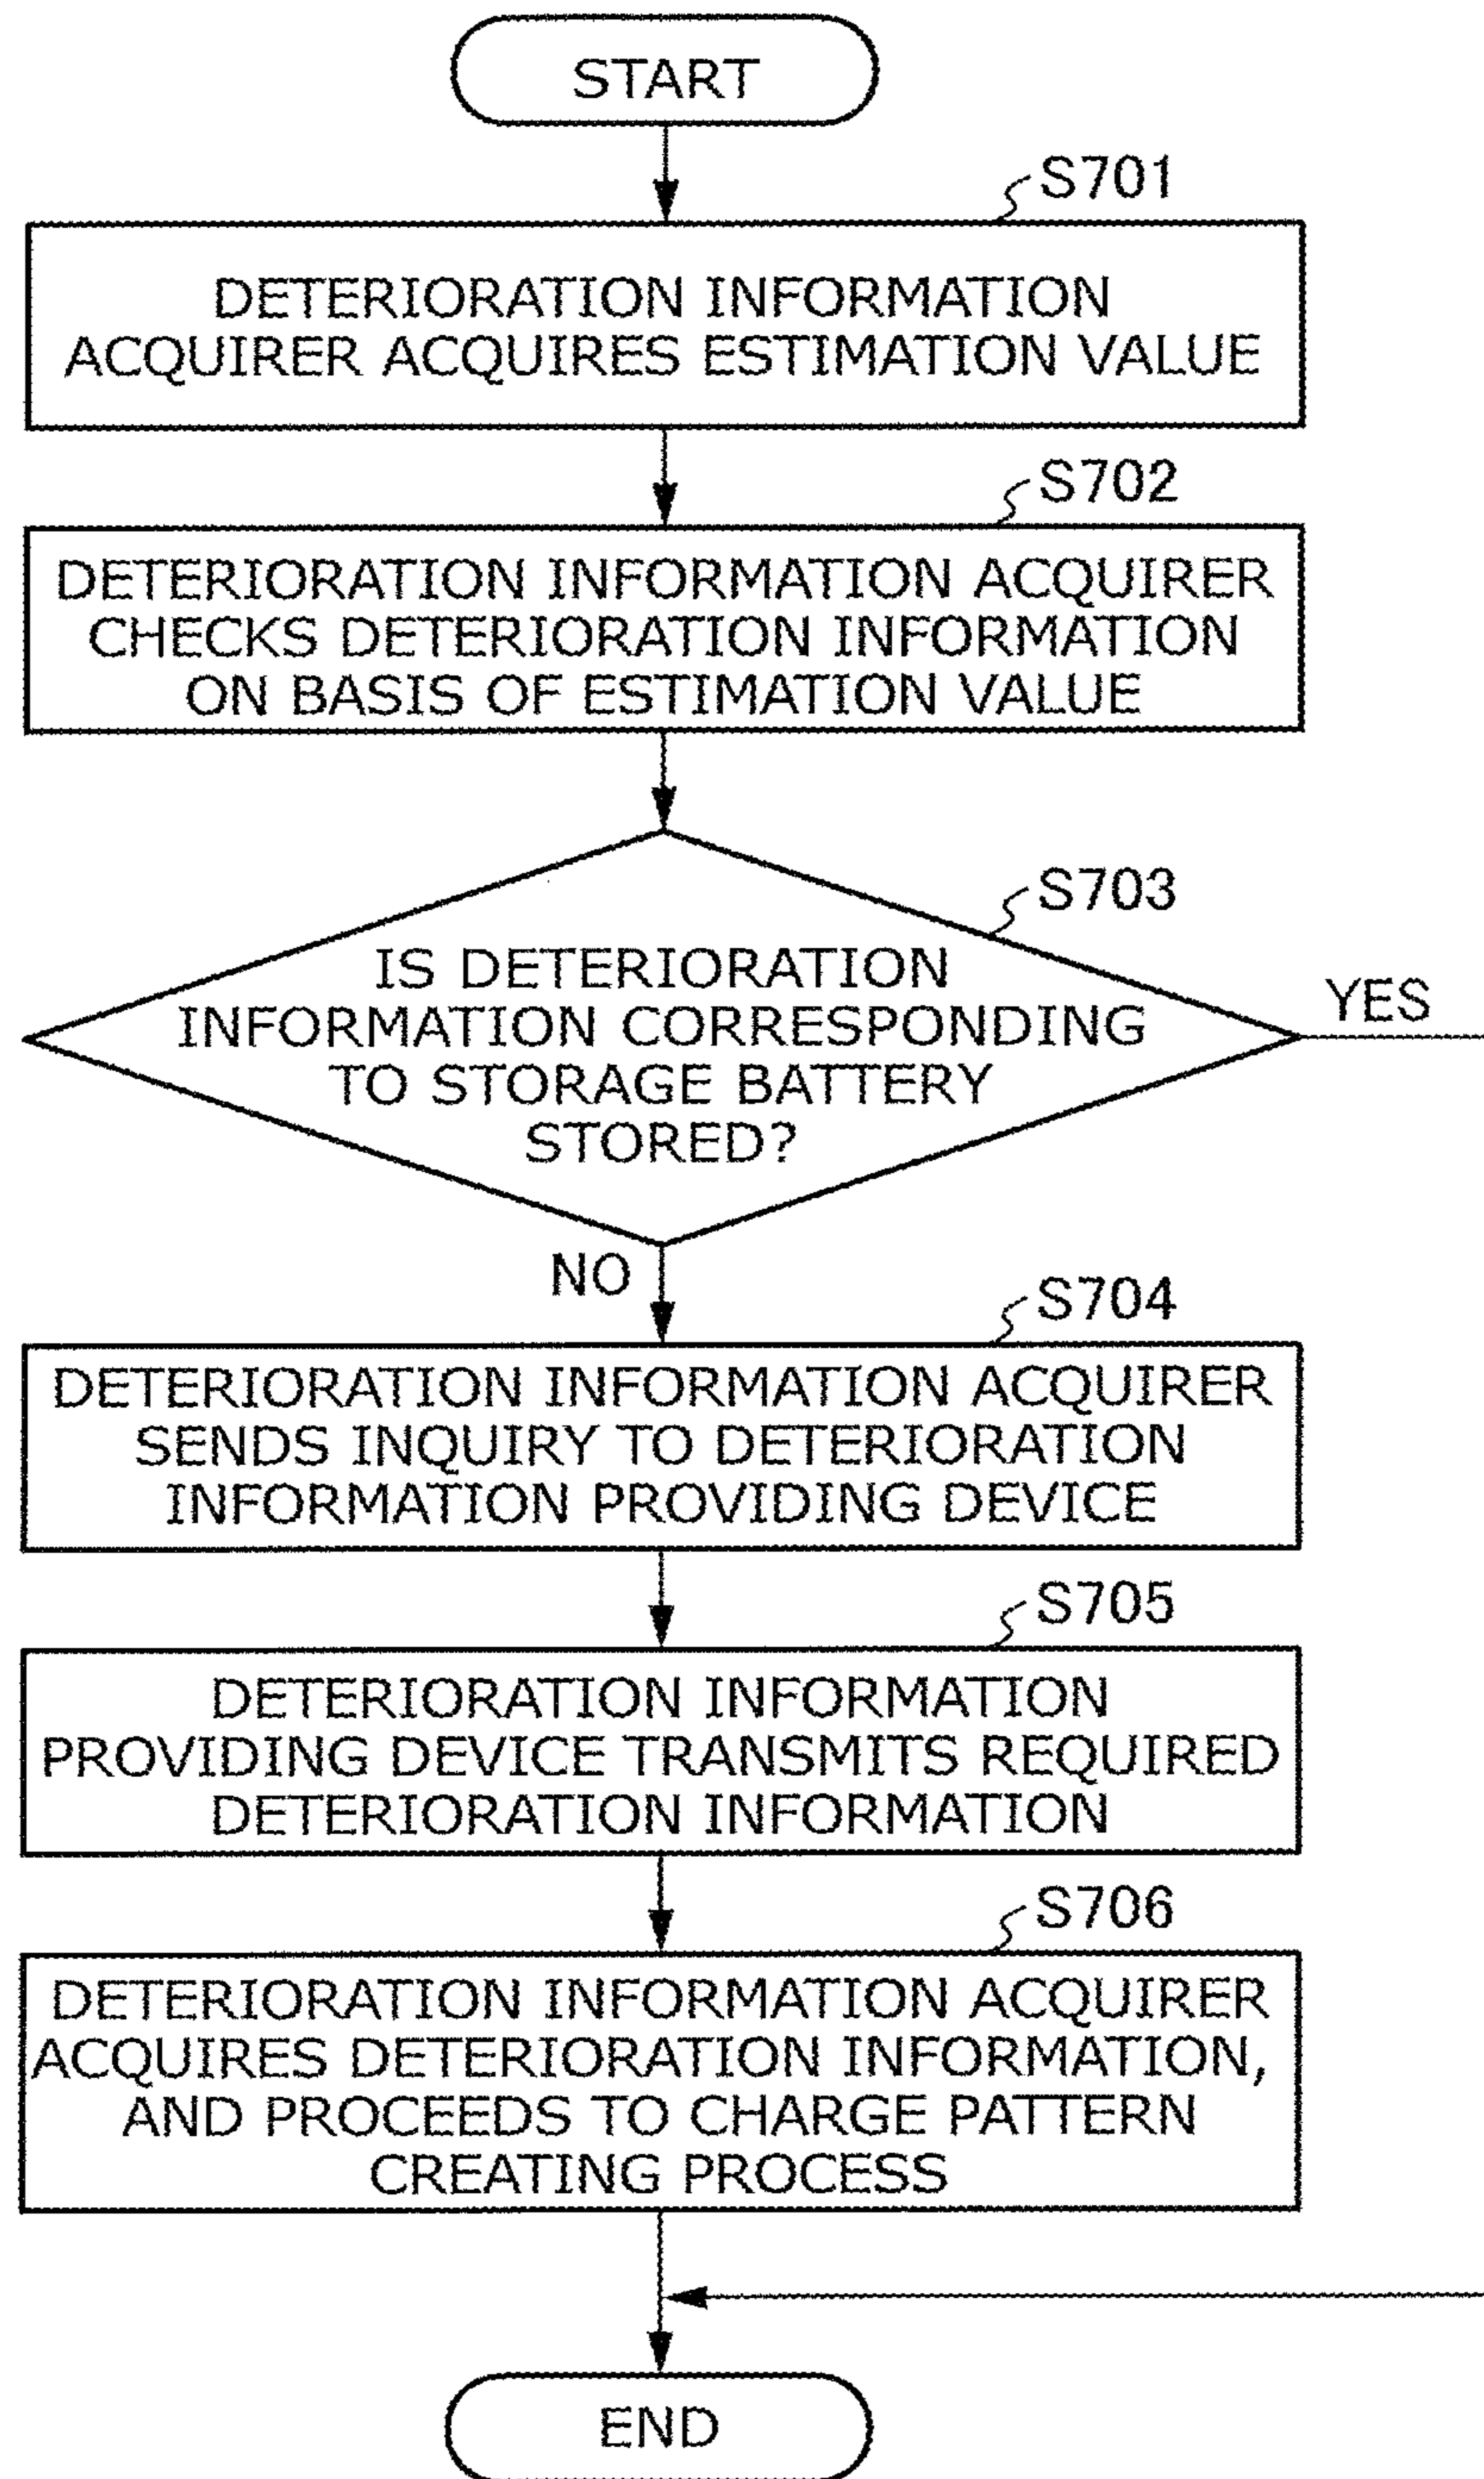 START
S701
DETERIORATION INFORMATION
ACQUIRER ACQUIRES ESTIMATION VALUE
S702
DETERIORATION INFORMATION ACQUIRER
CHECKS DETERIORATION INFORMATION
ON BASIS OF ESTIMATION VALUE
S703
IS DETERIORATION
INFORMATION CORRESPONDING
TO STORAGE BATTERY
STORED?
YES
NO
S704
DETERIORATION INFORMATION ACQUIRER
SENDS INQUIRY TO DETERIORATION
INFORMATION PROVIDING DEVICE
S705
DETERIORATION INFORMATION
PROVIDING DEVICE TRANSMITS REQUIRED
DETERIORATION INFORMATION
S706
DETERIORATION INFORMATION ACQUIRER
ACQUIRES DETERIORATION INFORMATION,
AND PROCEEDS TO CHARGE PATTERN
CREATING PROCESS
END